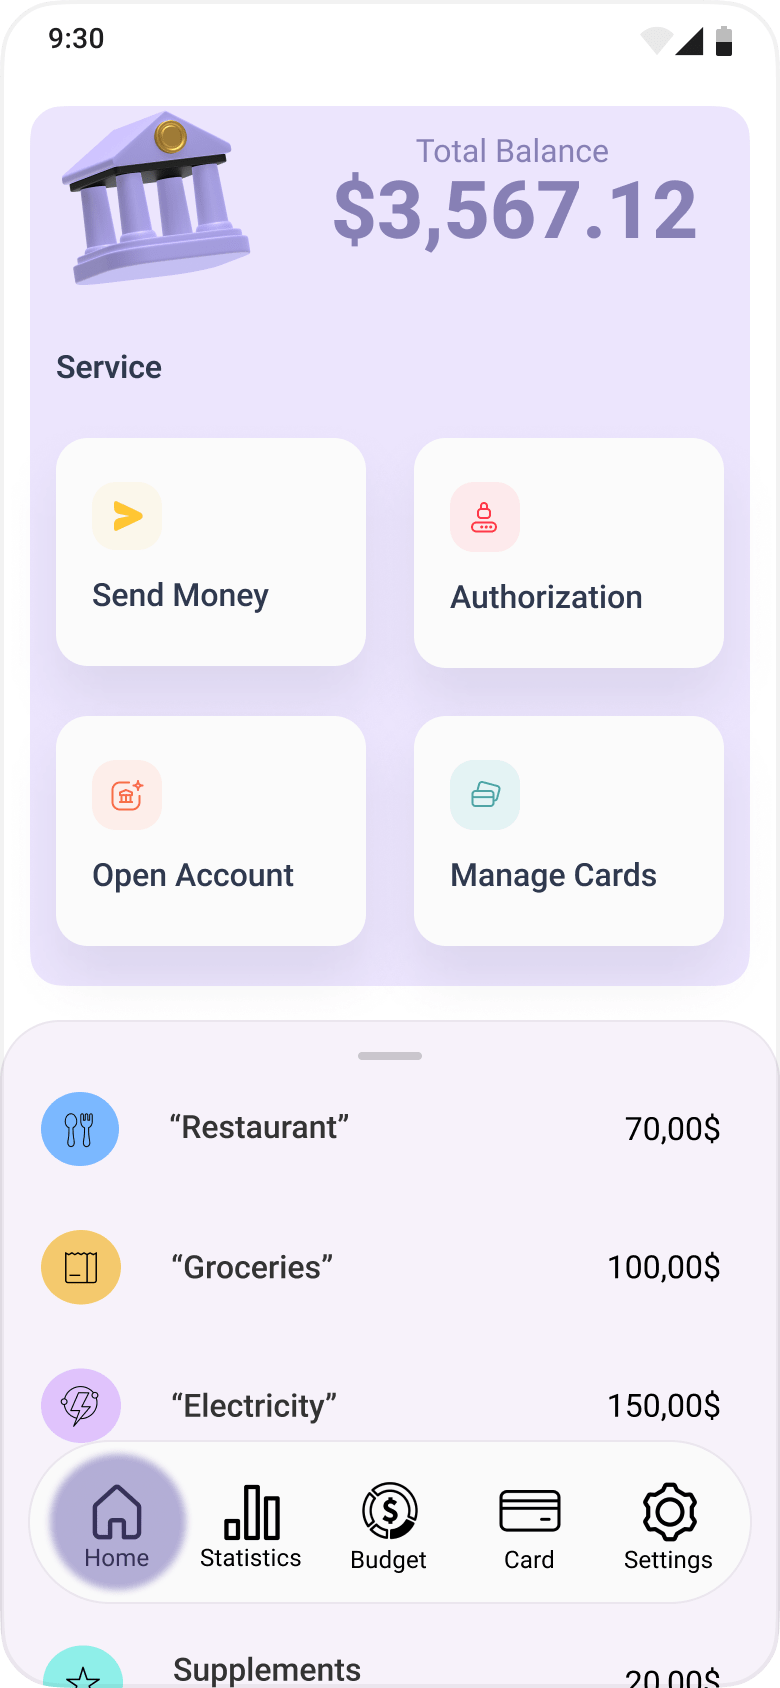 9:30
Total Balance
$3,567.12
Service
Send Money
Authorization
Open Account
Manage Cards
“Restaurant”
70,00$
“Groceries”
100,00$
“Electricity”
150,00$
Home
Statistics
Budget
Card
Settings
Supplements
20,00$